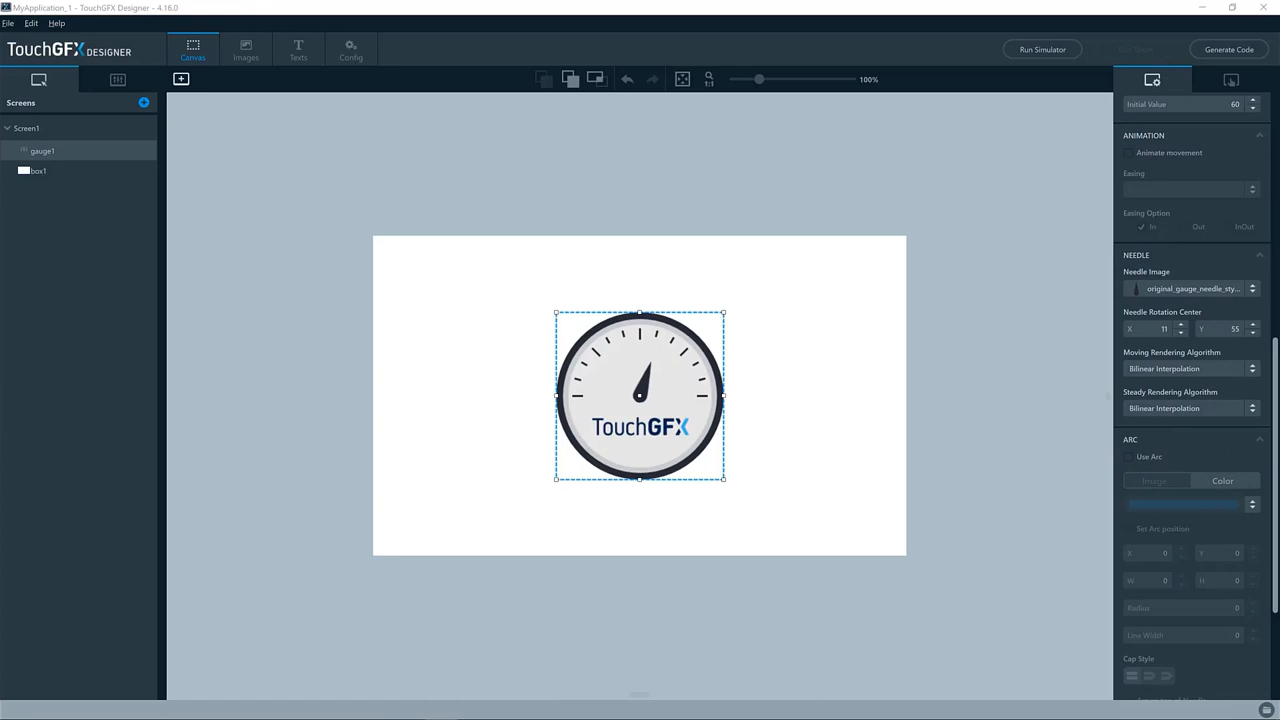 MyApplication_1 - TouchGFX Designer - 4.16.0
File Edit Help
TouchGFX DESIGNER
Canvas Images Texts Config
Run Simulator Generate Code
Screens
100%
Screen1
gauge1
box1
Initial Value 60
ANIMATION
Animate movement
Easing
Easing Option
In Out InOut
NEEDLE
Needle Image
original_gauge_needle_sty...
Needle Rotation Center
X 11 Y 55
Moving Rendering Algorithm
Bilinear Interpolation
Steady Rendering Algorithm
Bilinear Interpolation
ARC
Use Arc
Image Color
Set Arc position
X 0 Y 0
W 0 H 0
Radius 0
Line Width 0
Cap Style
TouchGFX